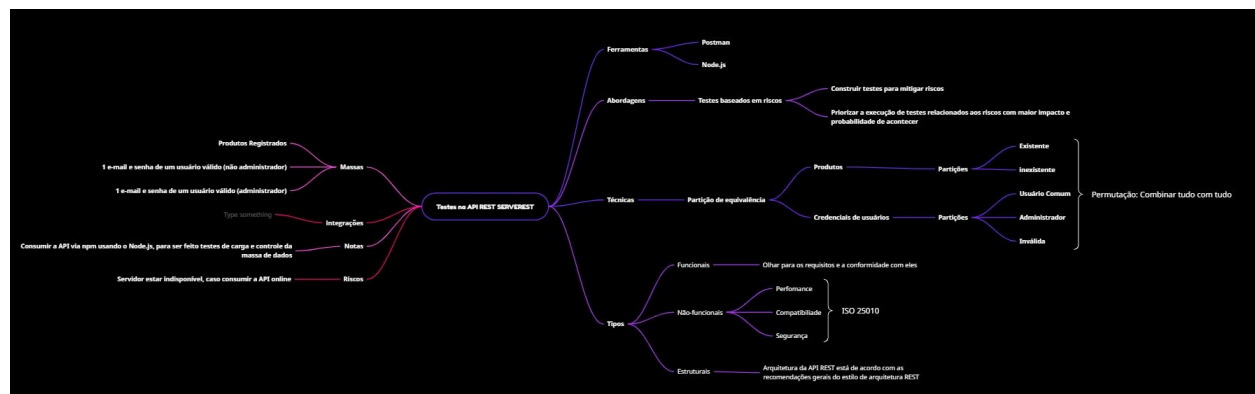 Testes na API REST SERVEREST
Ferramentas
Postman
Node.js
Abordagens
Testes baseados em riscos
Construir testes para mitigar riscos
Priorizar a execução de testes relacionados aos riscos com maior impacto e
probabilidade de acontecer
Técnicas
Partição de equivalência
Produtos
Partições
Existente
inexistente
Credenciais de usuários
Partições
Usuário Comum
Administrador
Inválida
Permutação: Combinar tudo com tudo
Tipos
Funcionais
Olhar para os requisitos e a conformidade com eles
Não-funcionais
Perfomance
Compatibiliade
Segurança
ISO 25010
Estruturais
Arquitetura da API REST está de acordo com as
recomendações gerais do estilo de arquitetura REST
Massas
Produtos Registrados
1 e-mail e senha de um usuário válido (não administrador)
1 e-mail e senha de um usuário válido (administrador)
Integrações
Type something
Notas
Consumir a API via npm usando o Node.js, para ser feito testes de carga e controle da
massa de dados
Riscos
Servidor estar indisponível, caso consumir a API online